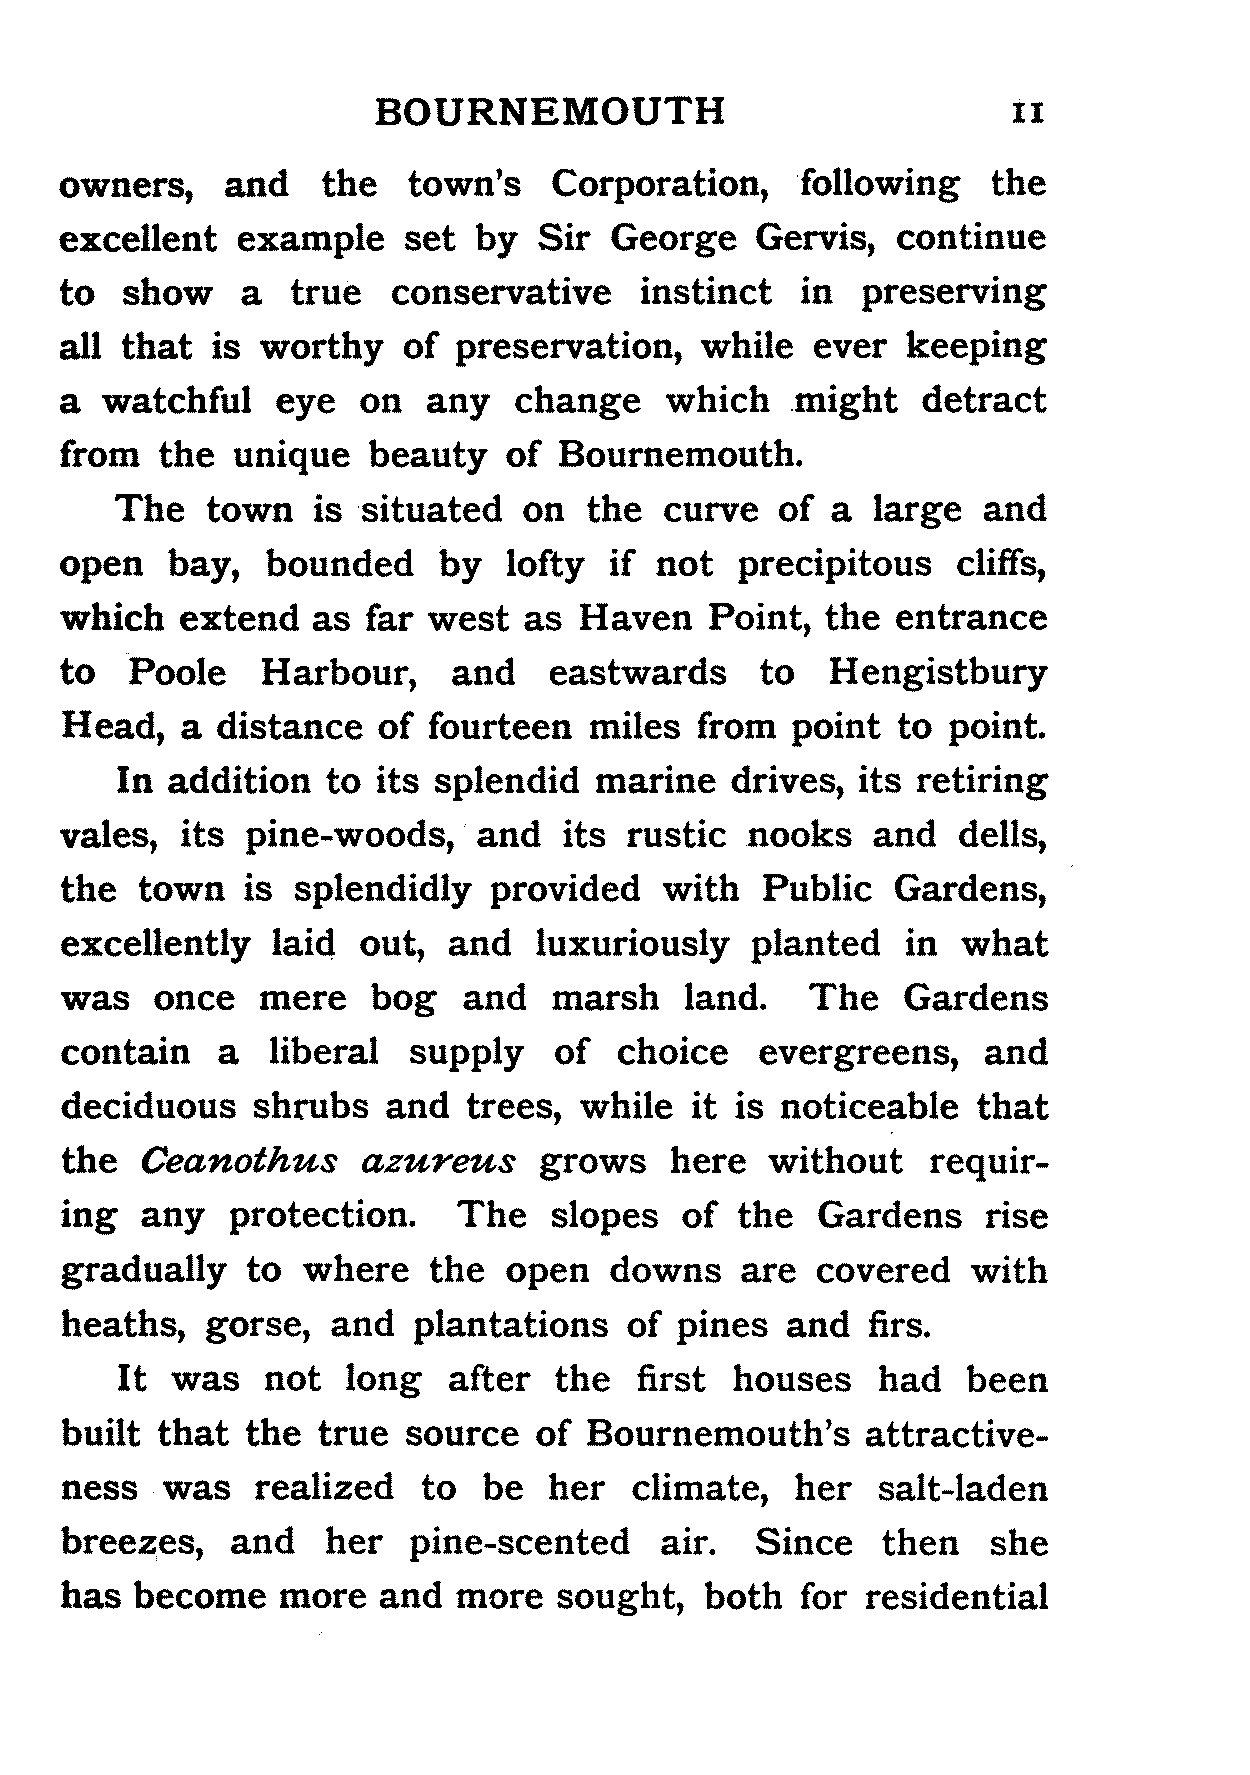 BOURNEMOUTH 11
owners, and the town's Corporation, following the
excellent example set by Sir George Gervis, continue
to show a true conservative instinct in preserving
all that is worthy of preservation, while ever keeping
a watchful eye on any change which might detract
from the unique beauty of Bournemouth.
The town is situated on the curve of a large and
open bay, bounded by lofty if not precipitous cliffs,
which extend as far west as Haven Point, the entrance
to Poole Harbour, and eastwards to Hengistbury
Head, a distance of fourteen miles from point to point.
In addition to its splendid marine drives, its retiring
vales, its pine-woods, and its rustic nooks and dells,
the town is splendidly provided with Public Gardens,
excellently laid out, and luxuriously planted in what
was once mere bog and marsh land. The Gardens
contain a liberal supply of choice evergreens, and
deciduous shrubs and trees, while it is noticeable that
the Ceanothus azureus grows here without requir-
ing any protection. The slopes of the Gardens rise
gradually to where the open downs are covered with
heaths, gorse, and plantations of pines and firs.
It was not long after the first houses had been
built that the true source of Bournemouth's attractive-
ness was realized to be her climate, her salt-laden
breezes, and her pine-scented air. Since then she
has become more and more sought, both for residential